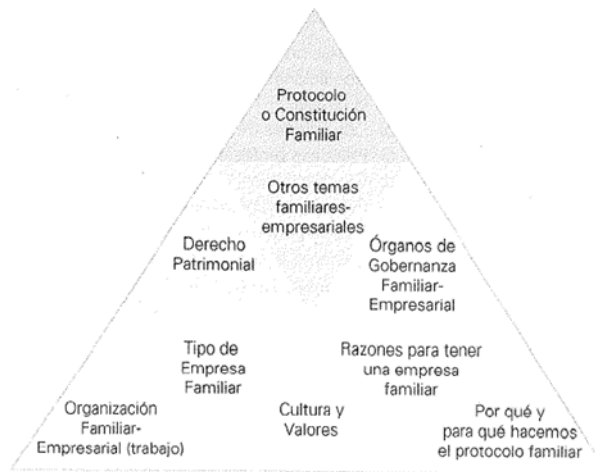 Protocolo
o Constitución
Familiar
Otros temas
familiares-
empresariales
Derecho
Patrimonial
Órganos de
Gobernanza
Familiar-
Empresarial
Tipo de
Empresa
Familiar
Razones para tener
una empresa
familiar
Organización
Familiar-
Empresarial (trabajo)
Cultura y
Valores
Por qué y
para qué hacemos
el protocolo familiar